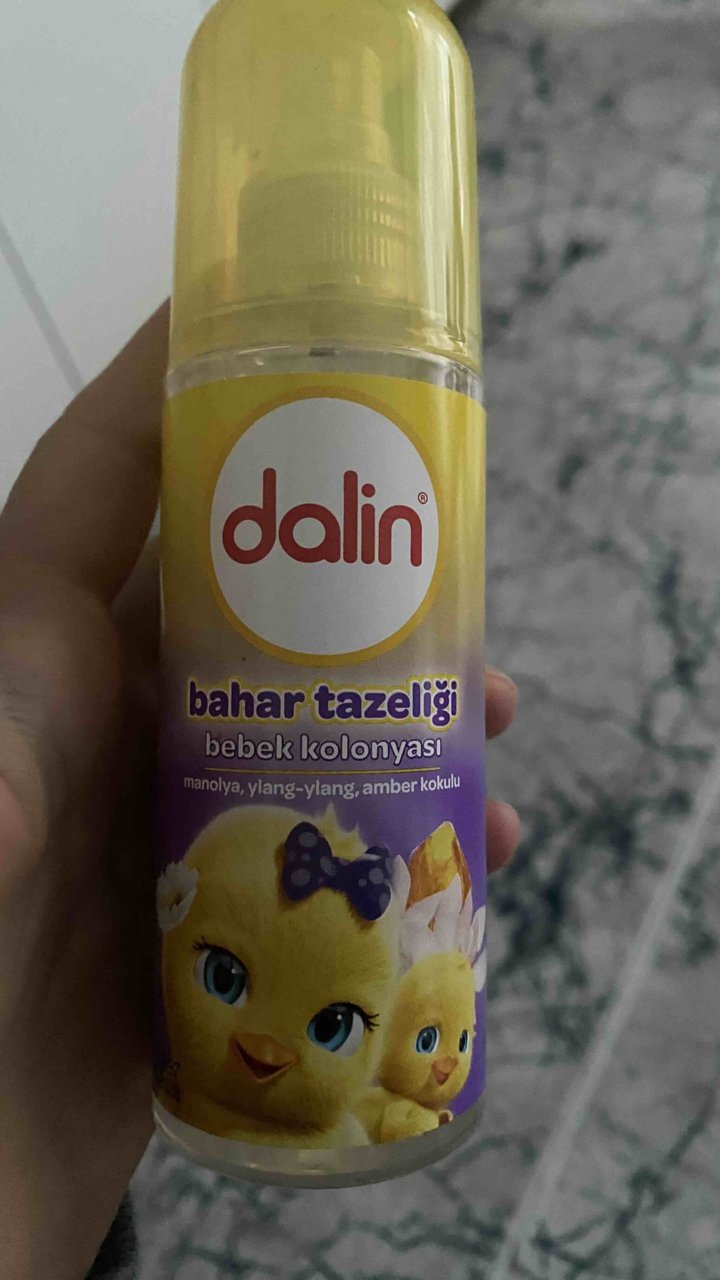 dalin®
bahar tazeliği
bebek kolonyası
manolya, ylang-ylang, amber kokulu